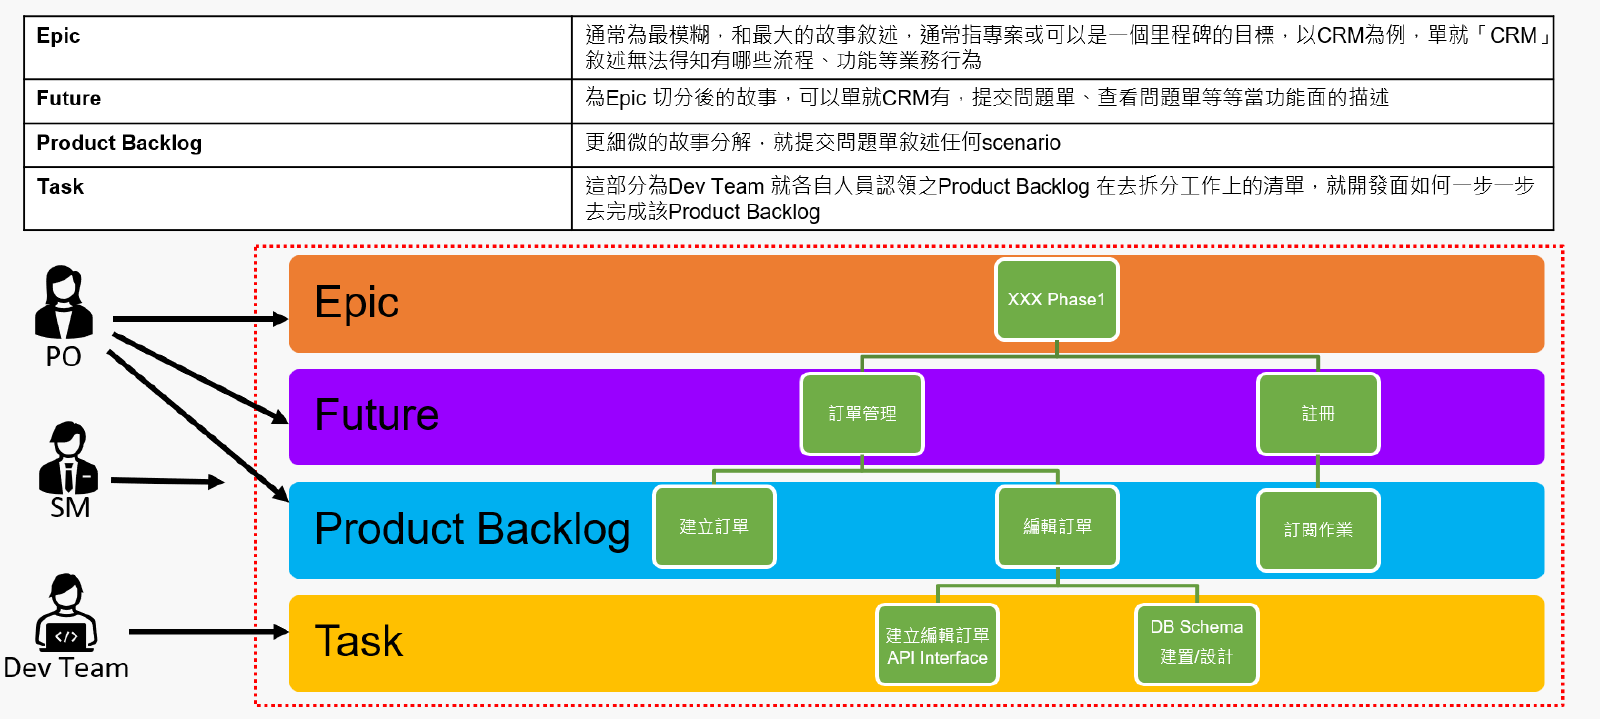 Epic
通常為最模糊，和最大的故事敘述，通常指專案或可以是一個里程碑的目標，以CRM為例，單就「CRM」
敘述無法得知有哪些流程、功能等業務行為
Future
為Epic 切分後的故事，可以單就CRM有，提交問題單、查看問題單等等當功能面的描述
Product Backlog
更細微的故事分解，就提交問題單敘述任何scenario
Task
這部分為Dev Team 就各自人員認領之Product Backlog 在去拆分工作上的清單，就開發面如何一步一步
去完成該Product Backlog
PO
SM
Dev Team
Epic
XXX Phase1
Future
訂單管理
註冊
Product Backlog
建立訂單
編輯訂單
訂閱作業
Task
建立編輯訂單
API Interface
DB Schema
建置/設計